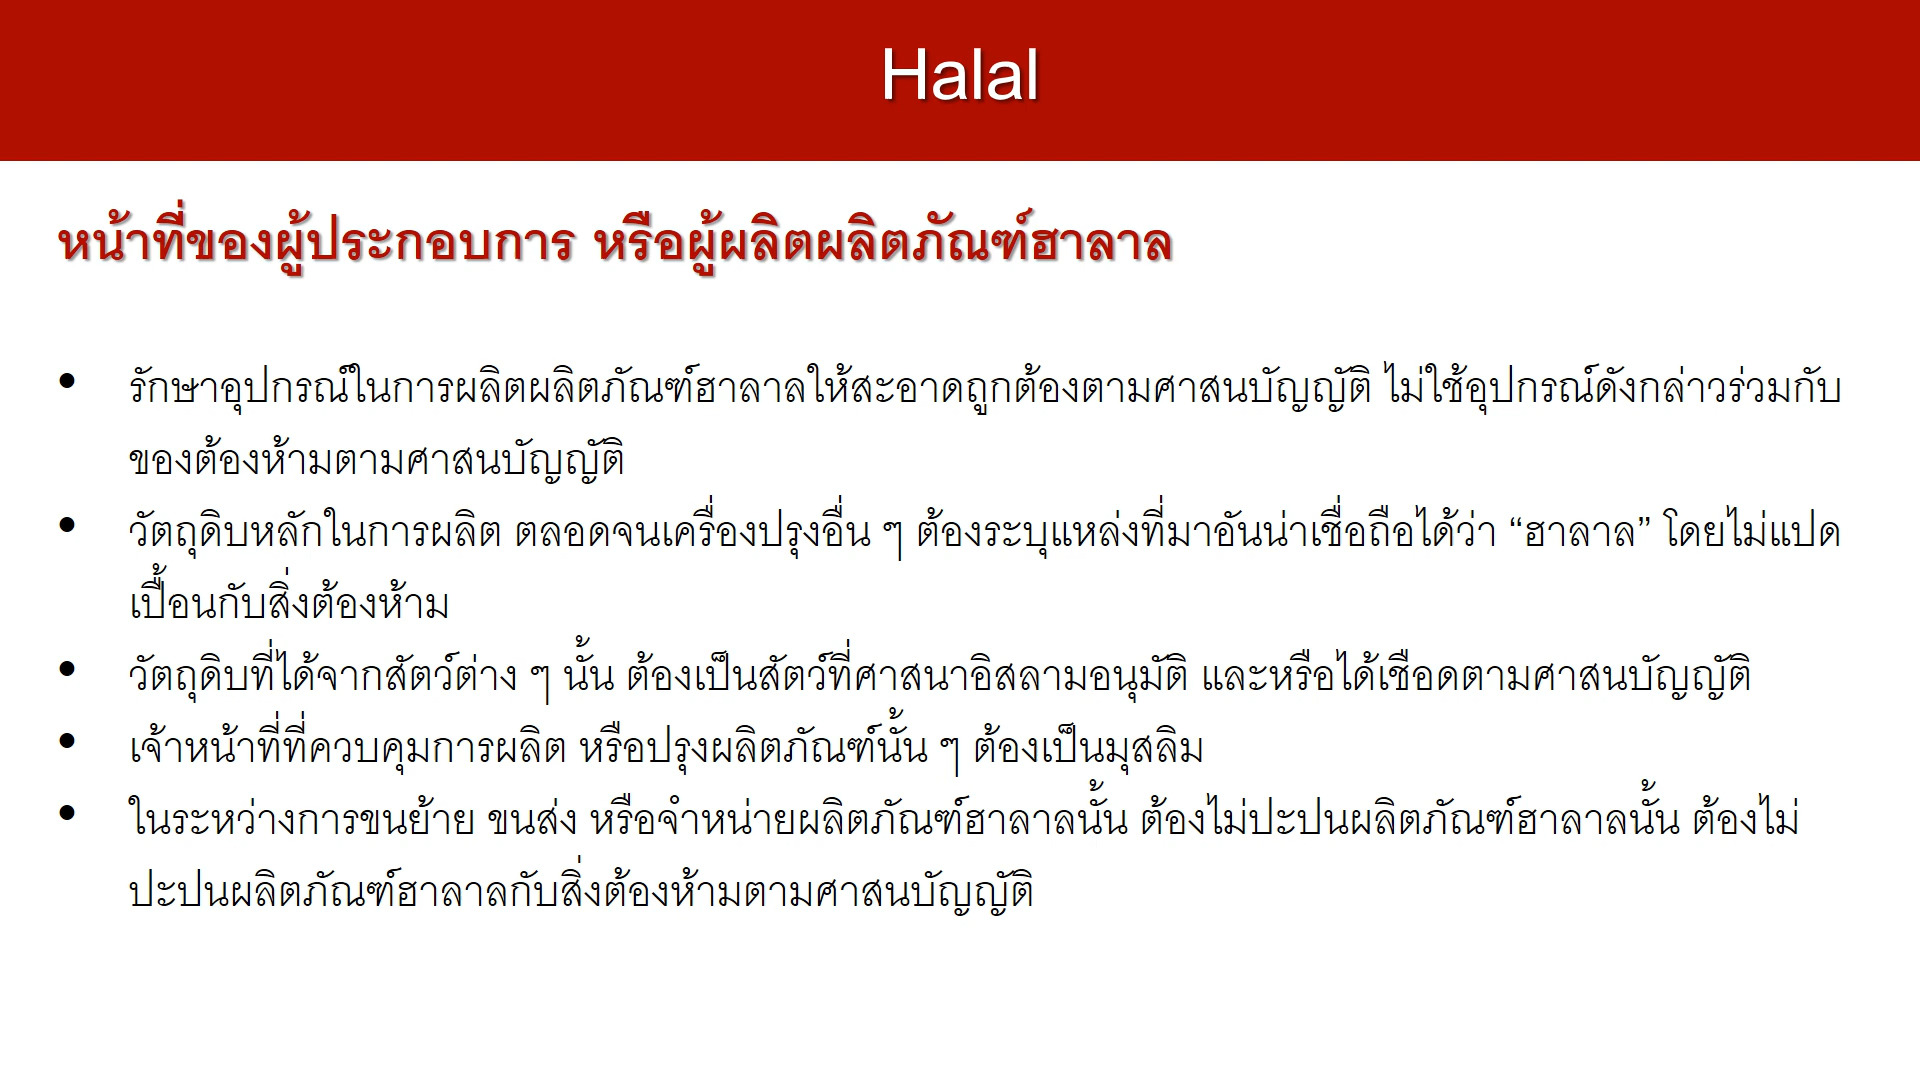 Halal
หน้าที่ของผู้ประกอบการ หรือผู้ผลิตผลิตภัณฑ์ฮาลาล
• รักษาอุปกรณ์ในการผลิตผลิตภัณฑ์ฮาลาลให้สะอาดถูกต้องตามศาสนบัญญัติ ไม่ใช้อุปกรณ์ดังกล่าวร่วมกับ
ของต้องห้ามตามศาสนบัญญัติ
• วัตถุดิบหลักในการผลิต ตลอดจนเครื่องปรุงอื่น ๆ ต้องระบุแหล่งที่มาอันน่าเชื่อถือได้ว่า “ฮาลาล” โดยไม่แปด
เปื้อนกับสิ่งต้องห้าม
• วัตถุดิบที่ได้จากสัตว์ต่าง ๆ นั้น ต้องเป็นสัตว์ที่ศาสนาอิสลามอนุมัติ และหรือได้เชือดตามศาสนบัญญัติ
• เจ้าหน้าที่ที่ควบคุมการผลิต หรือปรุงผลิตภัณฑ์นั้น ๆ ต้องเป็นมุสลิม
• ในระหว่างการขนย้าย ขนส่ง หรือจำหน่ายผลิตภัณฑ์ฮาลาลนั้น ต้องไม่ปะปนผลิตภัณฑ์ฮาลาลนั้น ต้องไม่
ปะปนผลิตภัณฑ์ฮาลาลกับสิ่งต้องห้ามตามศาสนบัญญัติ